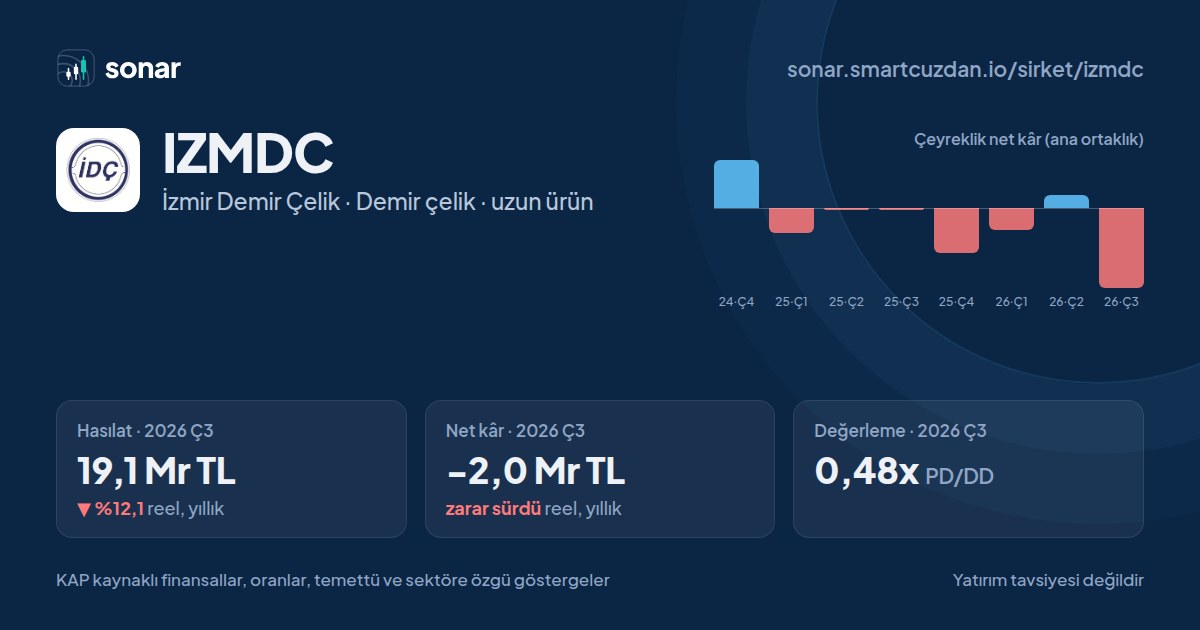 sonar
sonar.smartcuzdan.io/sirket/izmdc
İDÇ
IZMDC
İzmir Demir Çelik · Demir çelik · uzun ürün
Çeyreklik net kâr (ana ortaklık)
24·Ç4 25·Ç1 25·Ç2 25·Ç3 25·Ç4 26·Ç1 26·Ç2 26·Ç3
Hasılat · 2026 Ç3
19,1 Mr TL
▼ %12,1 reel, yıllık
Net kâr · 2026 Ç3
−2,0 Mr TL
zarar sürdü reel, yıllık
Değerleme · 2026 Ç3
0,48x PD/DD
KAP kaynaklı finansallar, oranlar, temettü ve sektöre özgü göstergeler
Yatırım tavsiyesi değildir